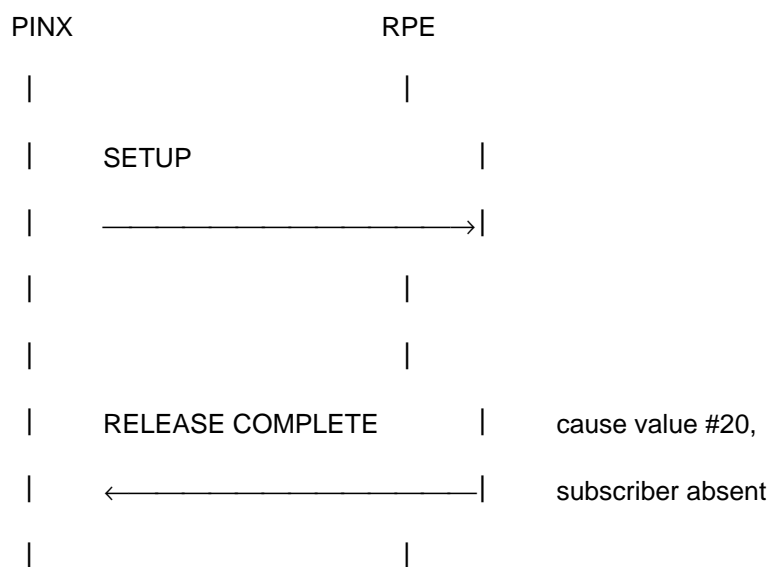 PINX RPE
| |
| SETUP |
| ————————————→ |
| |
| |
| RELEASE COMPLETE | cause value #20,
| ←———————————— | subscriber absent
| |